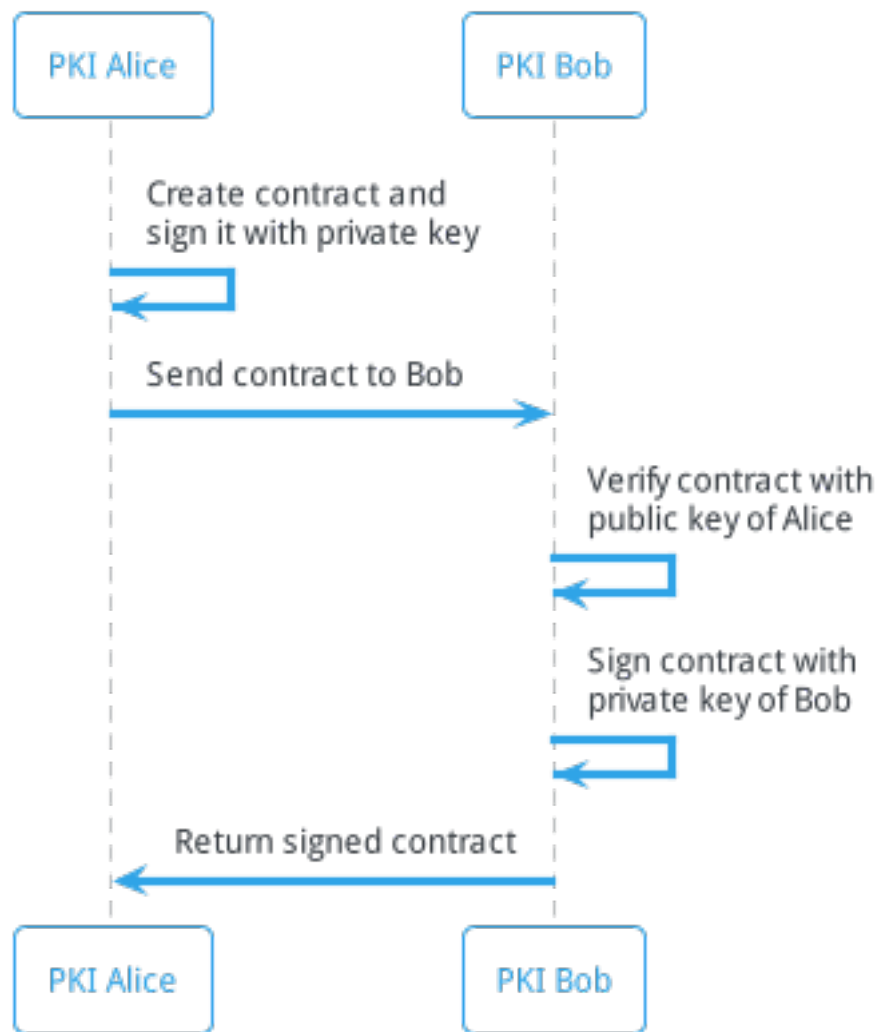 PKI Alice
PKI Bob
Create contract and
sign it with private key
Send contract to Bob
Verify contract with
public key of Alice
Sign contract with
private key of Bob
Return signed contract
PKI Alice
PKI Bob